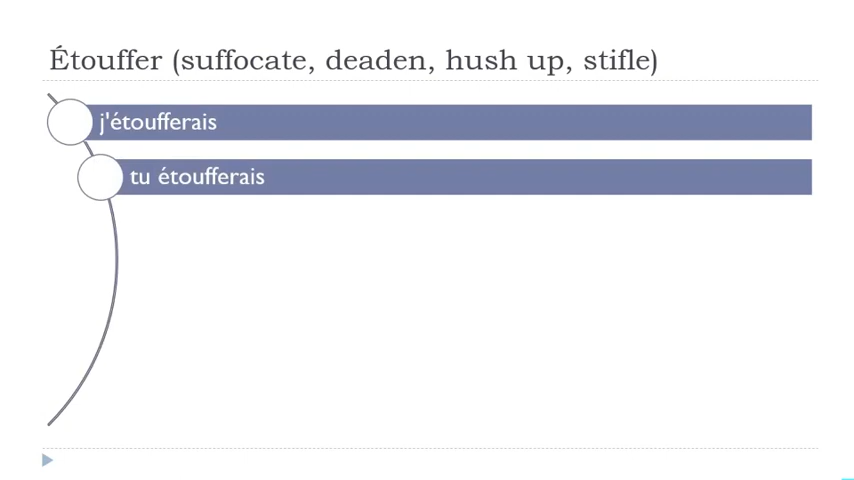 Étouffer (suffocate, deaden, hush up, stifle)
j'étoufferais
tu étoufferais